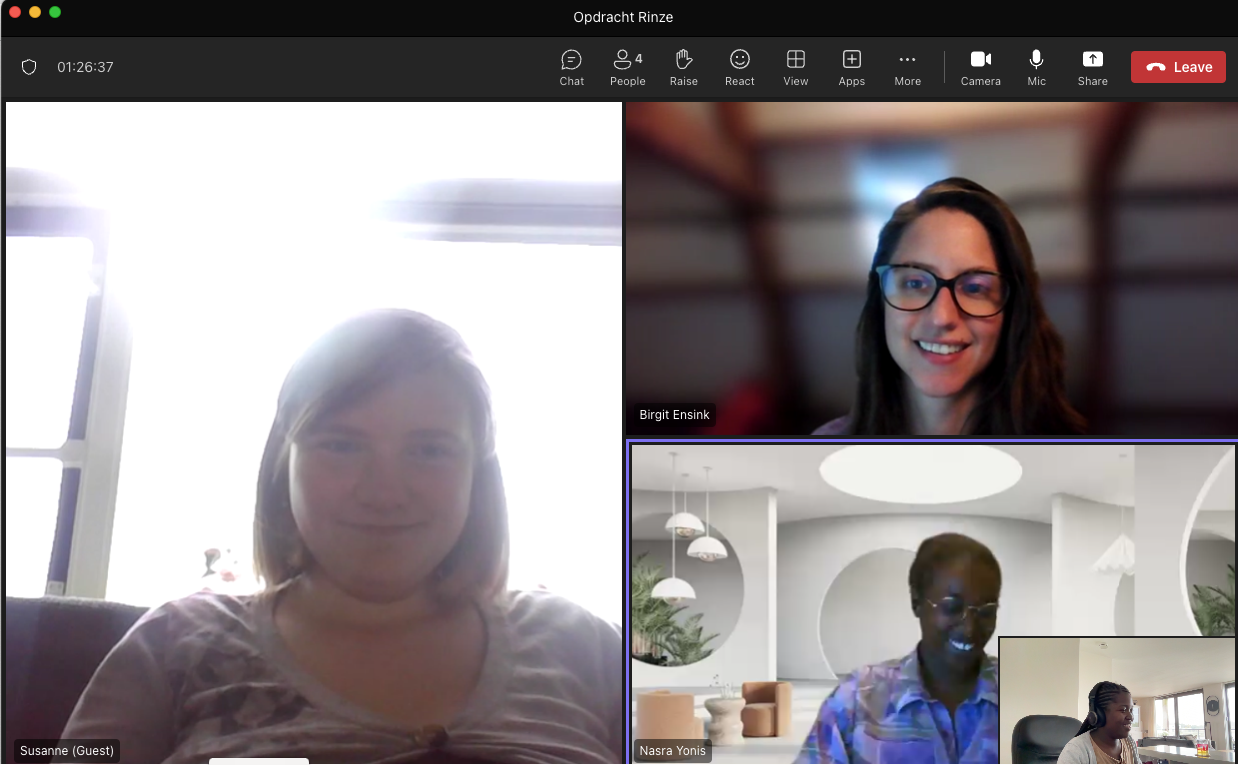 Opdracht Rinze
01:26:37
Chat
People
4
Raise
React
View
Apps
More
Camera
Mic
Share
Leave
Birgit Ensink
Susanne (Guest)
Nasra Yonis